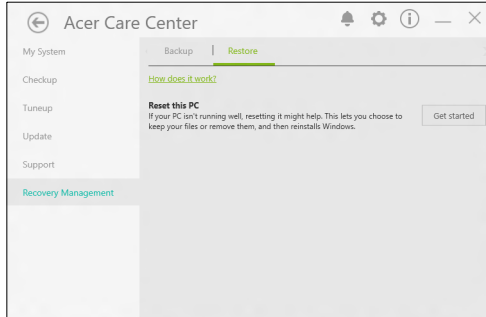 Acer Care Center
My System
Checkup
Tuneup
Update
Support
Recovery Management
Backup | Restore
How does it work?
Reset this PC
If your PC isn't running well, resetting it might help. This lets you choose to
keep your files or remove them, and then reinstalls Windows.
Get started